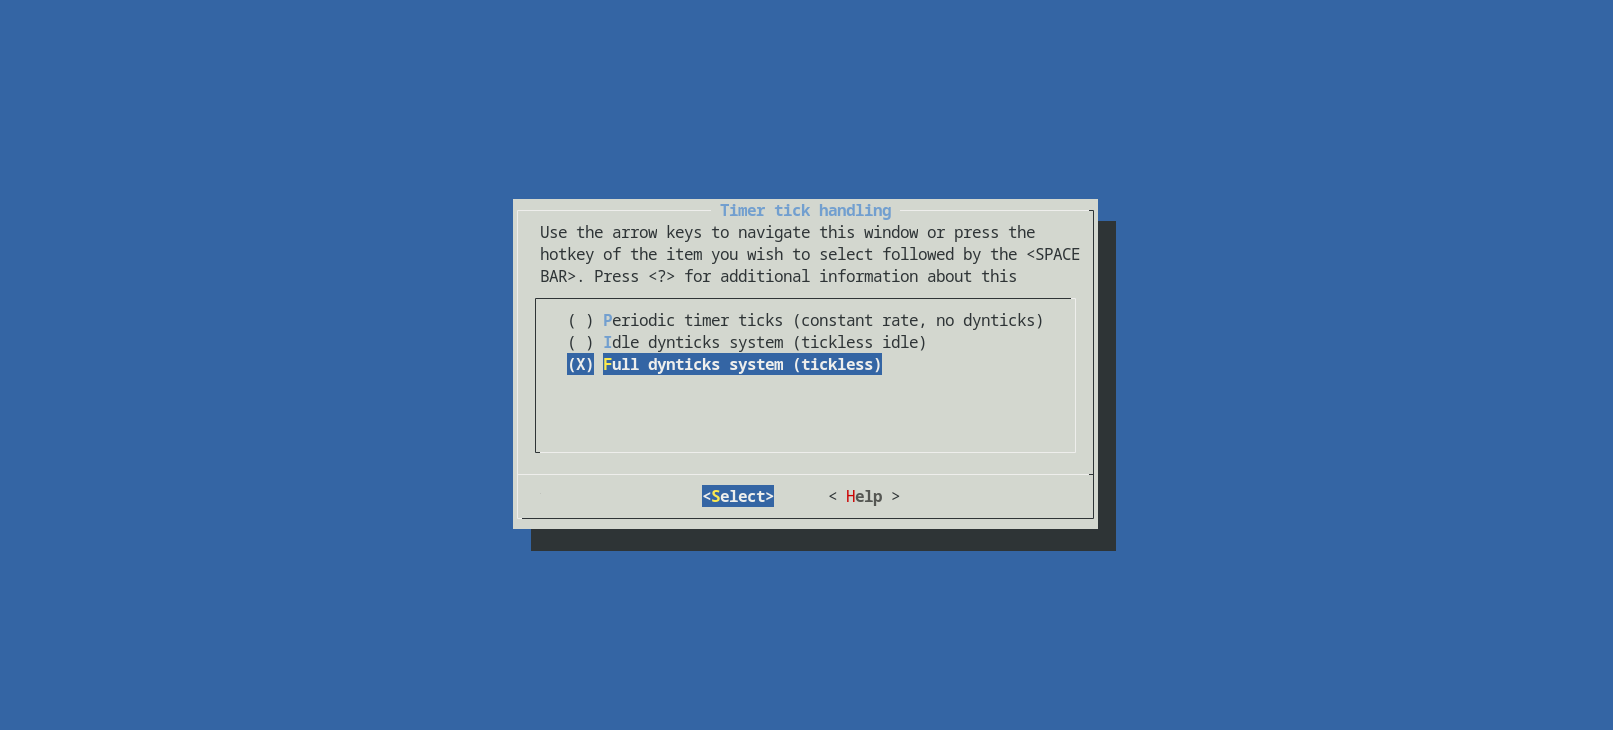 Timer tick handling
Use the arrow keys to navigate this window or press the
hotkey of the item you wish to select followed by the <SPACE
BAR>. Press <?> for additional information about this
( ) Periodic timer ticks (constant rate, no dynticks)
( ) Idle dynticks system (tickless idle)
(X) Full dynticks system (tickless)
<Select> < Help >